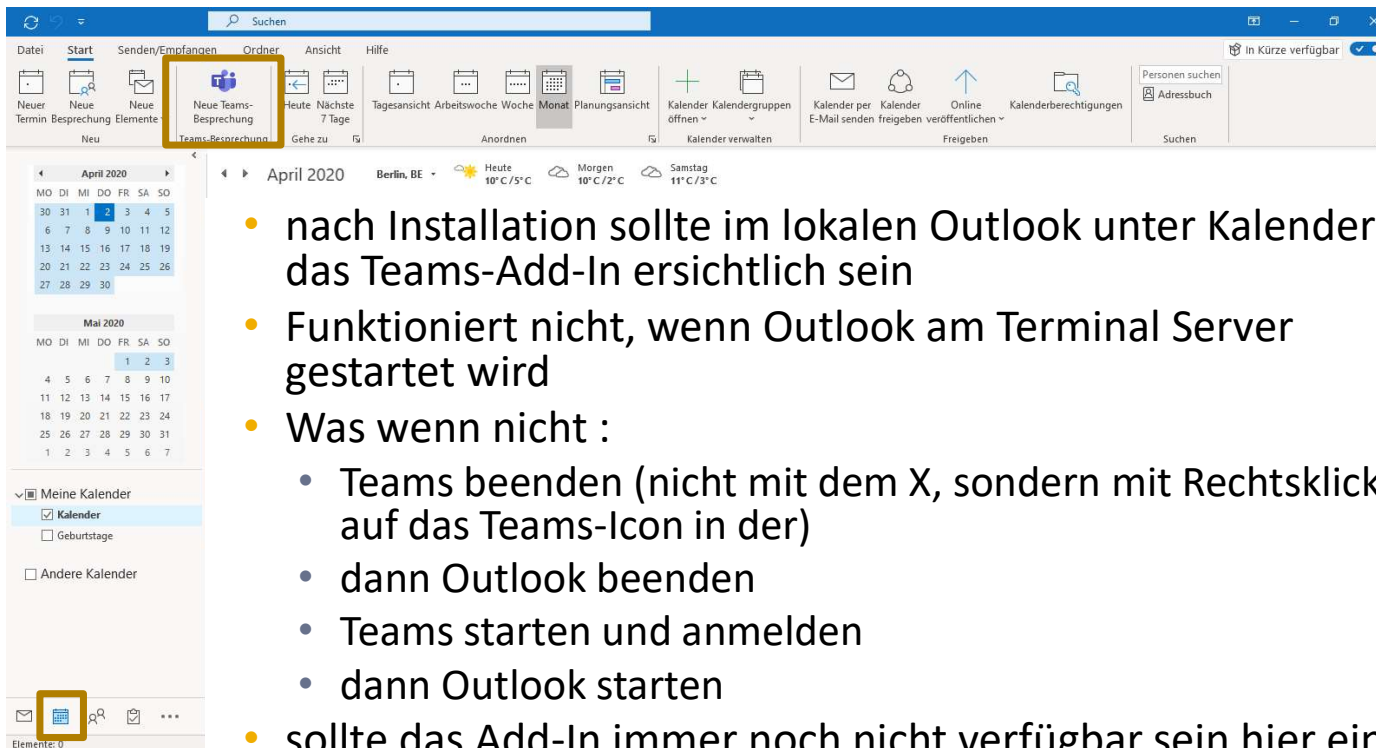 Suchen
Datei Start Senden/Empfangen Ordner Ansicht Hilfe
In Kürze verfügbar
Neuer Termin
Neue Besprechung
Neue Elemente
Neu
Neue Teams-Besprechung
Teams-Besprechung
Heute
Nächste 7 Tage
Gehe zu
Tagesansicht Arbeitswoche Woche Monat Planungsansicht
Anordnen
Kalender öffnen
Kalendergruppen
Kalender verwalten
Kalender per E-Mail senden
Kalender freigeben
Online veröffentlichen
Kalenderberechtigungen
Freigeben
Personen suchen
Adressbuch
Suchen
April 2020
MO DI MI DO FR SA SO
30 31 1 2 3 4 5
6 7 8 9 10 11 12
13 14 15 16 17 18 19
20 21 22 23 24 25 26
27 28 29 30
Mai 2020
MO DI MI DO FR SA SO
1 2 3
4 5 6 7 8 9 10
11 12 13 14 15 16 17
18 19 20 21 22 23 24
25 26 27 28 29 30 31
1 2 3 4 5 6 7
Meine Kalender
Kalender
Geburtstage
Andere Kalender
Elemente: 0
April 2020
Berlin, BE
Heute
10° C / 5° C
Morgen
10° C / 2° C
Samstag
11° C / 3° C
• nach Installation sollte im lokalen Outlook unter Kalender
das Teams-Add-In ersichtlich sein
• Funktioniert nicht, wenn Outlook am Terminal Server
gestartet wird
• Was wenn nicht :
• Teams beenden (nicht mit dem X, sondern mit Rechtsklick
auf das Teams-Icon in der)
• dann Outlook beenden
• Teams starten und anmelden
• dann Outlook starten
• sollte das Add-In immer noch nicht verfügbar sein hier ein